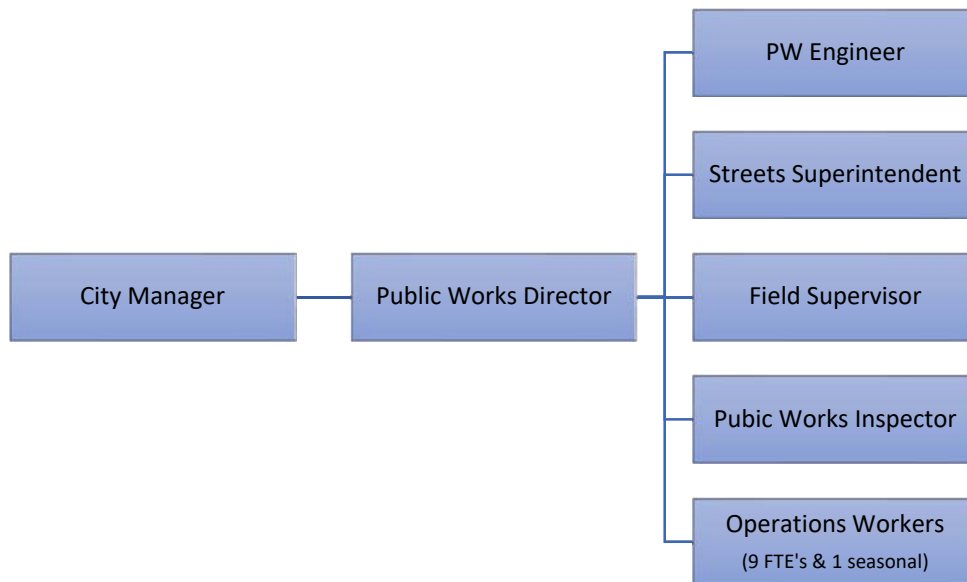 PW Engineer
Streets Superintendent
City Manager
Public Works Director
Field Supervisor
Pubic Works Inspector
Operations Workers
(9 FTE's & 1 seasonal)